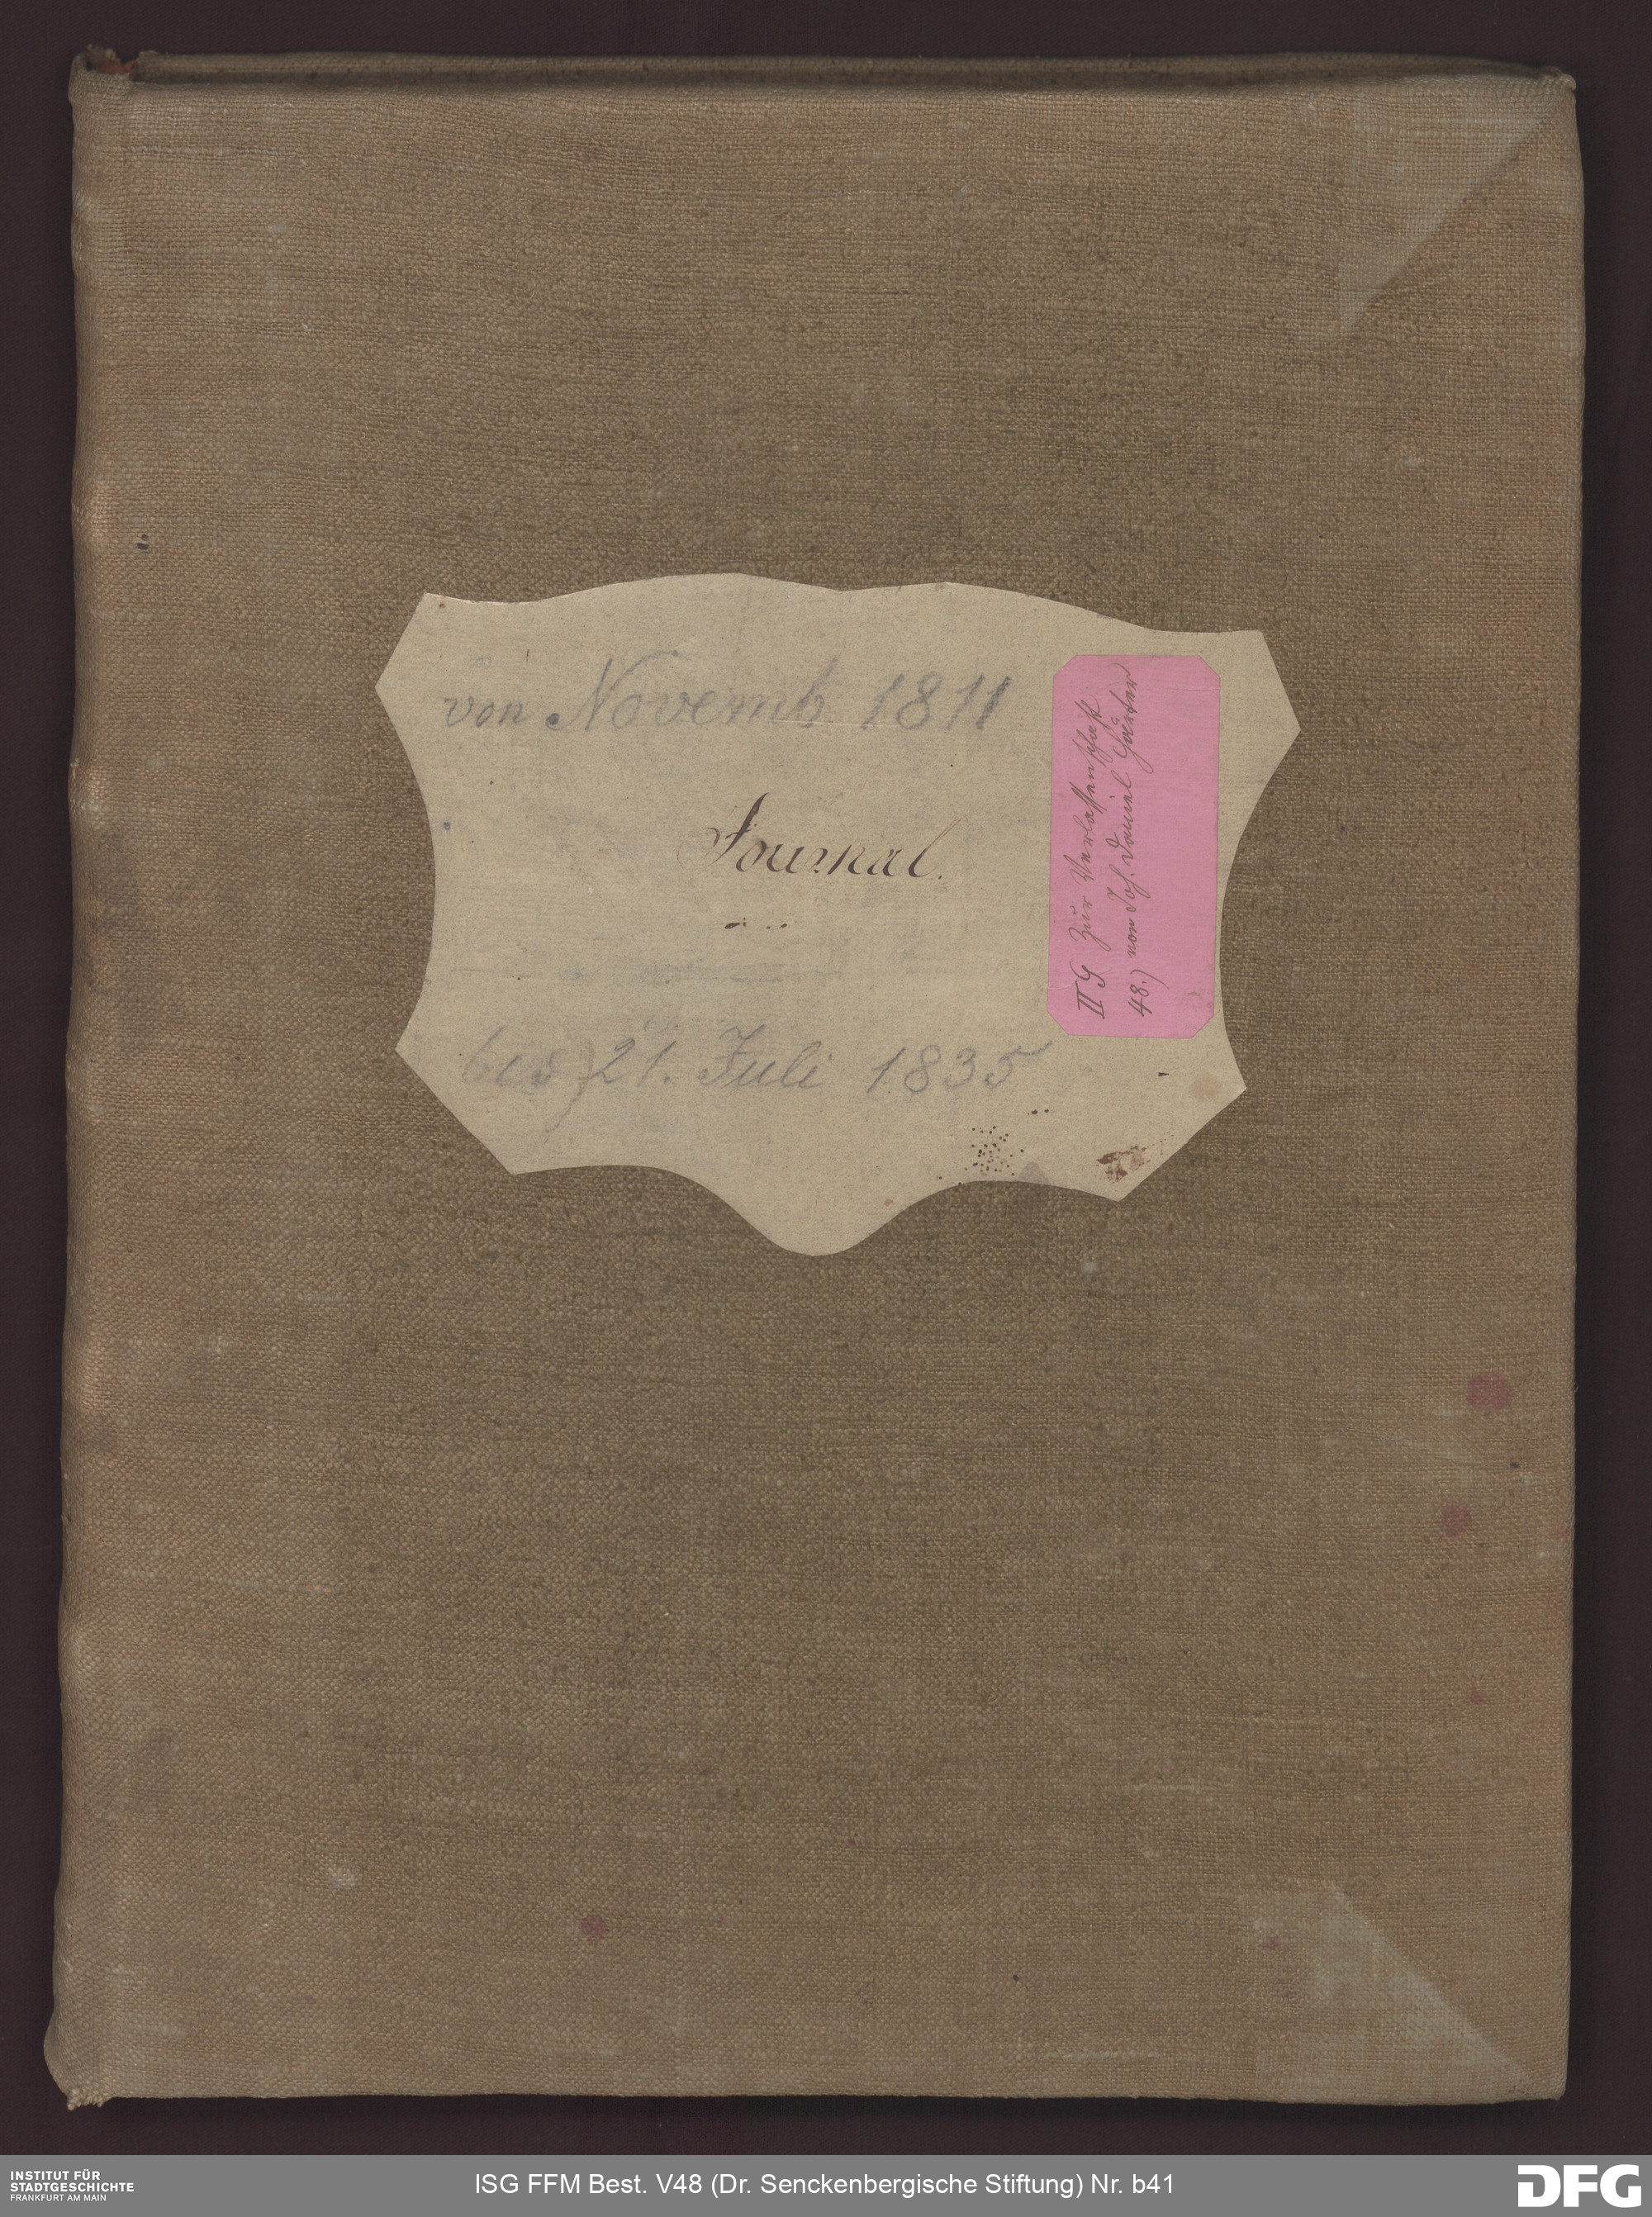 von Novemb 1811
Journal.
bis 21. Juli 1835
II G zur Verlassenschaft
48.) von Joh. Daniel
INSTITUT FÜR
STADTGESCHICHTE
FRANKFURT AM MAIN
ISG FFM Best. V48 (Dr. Senckenbergische Stiftung) Nr. b41
DFG